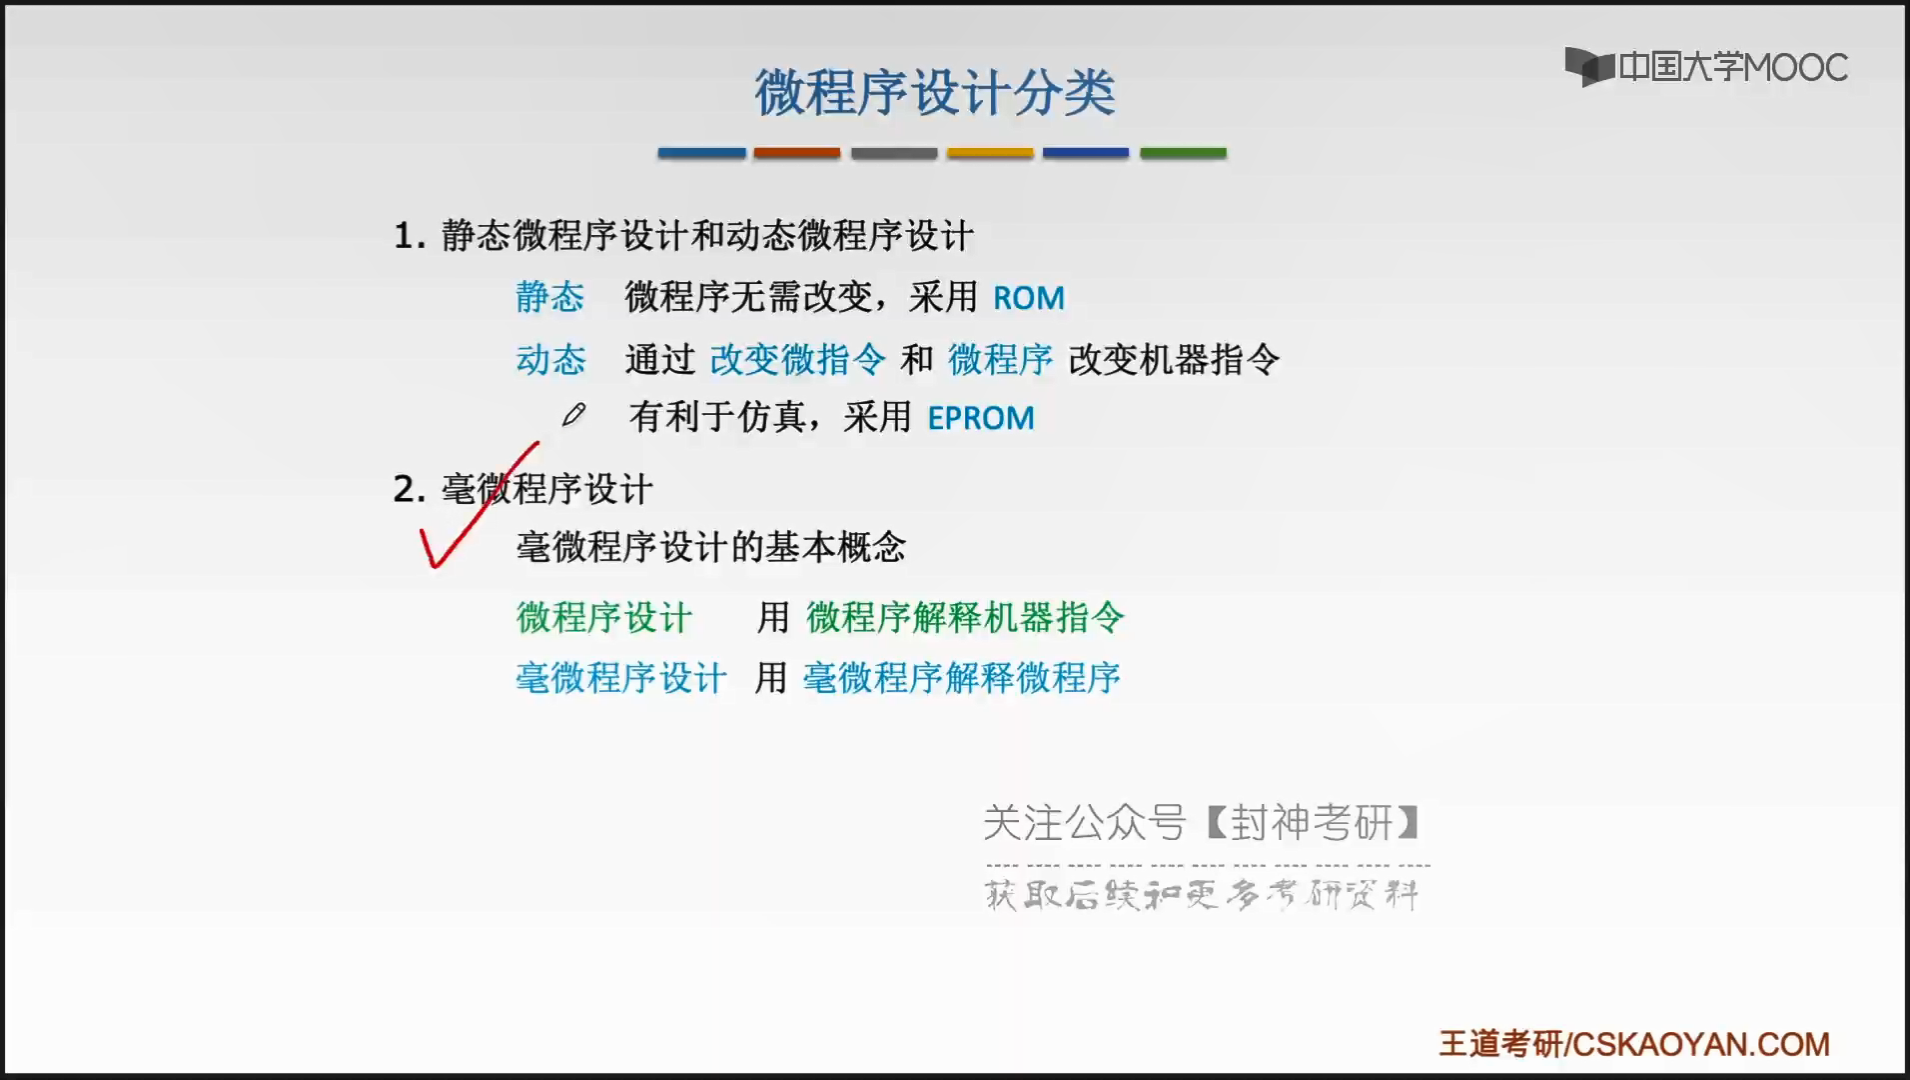 微程序设计分类
中国大学MOOC
1. 静态微程序设计和动态微程序设计
静态 微程序无需改变，采用 ROM
动态 通过 改变微指令 和 微程序 改变机器指令
有利于仿真，采用 EPROM
2. 毫微程序设计
毫微程序设计的基本概念
微程序设计 用 微程序解释机器指令
毫微程序设计 用 毫微程序解释微程序
关注公众号【封神考研】
获取后续和更多考研资料
王道考研/CSKAOYAN.COM